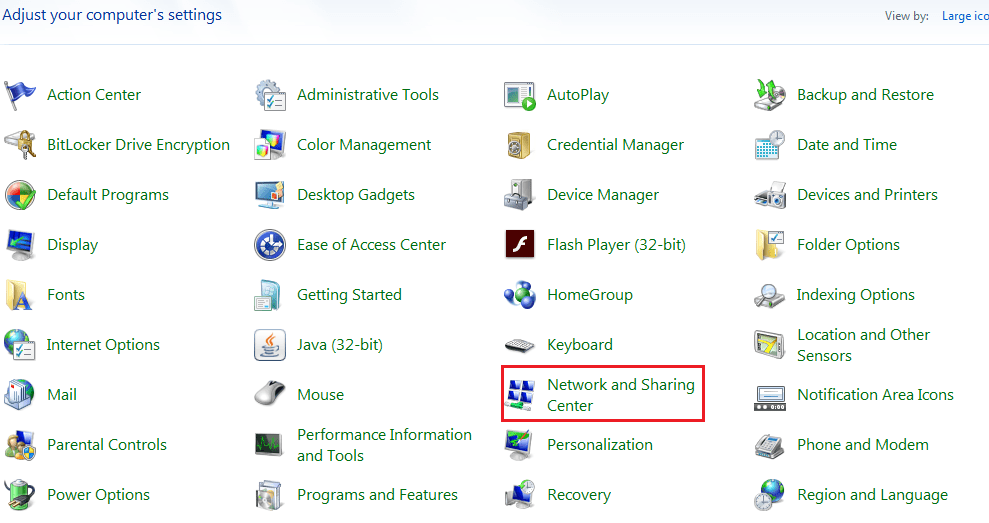 Adjust your computer's settings
View by: Large ico
Action Center
Administrative Tools
AutoPlay
Backup and Restore
BitLocker Drive Encryption
Color Management
Credential Manager
Date and Time
Default Programs
Desktop Gadgets
Device Manager
Devices and Printers
Display
Ease of Access Center
Flash Player (32-bit)
Folder Options
Fonts
Getting Started
HomeGroup
Indexing Options
Internet Options
Java (32-bit)
Keyboard
Location and Other
Sensors
Mail
Mouse
Network and Sharing
Center
Notification Area Icons
Parental Controls
Performance Information
and Tools
Personalization
Phone and Modem
Power Options
Programs and Features
Recovery
Region and Language